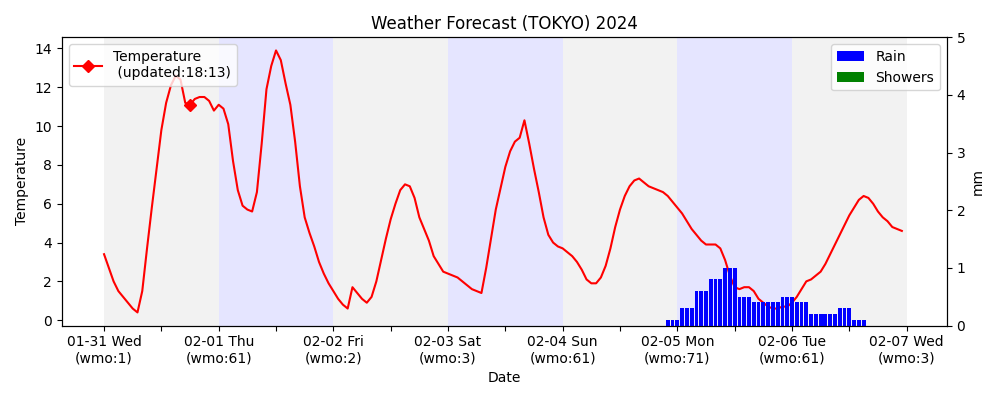 Weather Forecast (TOKYO) 2024
Temperature
(updated:18:13)
Rain
Showers
14
12
10
8
6
4
2
0
Temperature
5
4
3
2
1
0
mm
01-31 Wed
(wmo:1)
02-01 Thu
(wmo:61)
02-02 Fri
(wmo:2)
02-03 Sat
(wmo:3)
02-04 Sun
(wmo:61)
02-05 Mon
(wmo:71)
02-06 Tue
(wmo:61)
02-07 Wed
(wmo:3)
Date